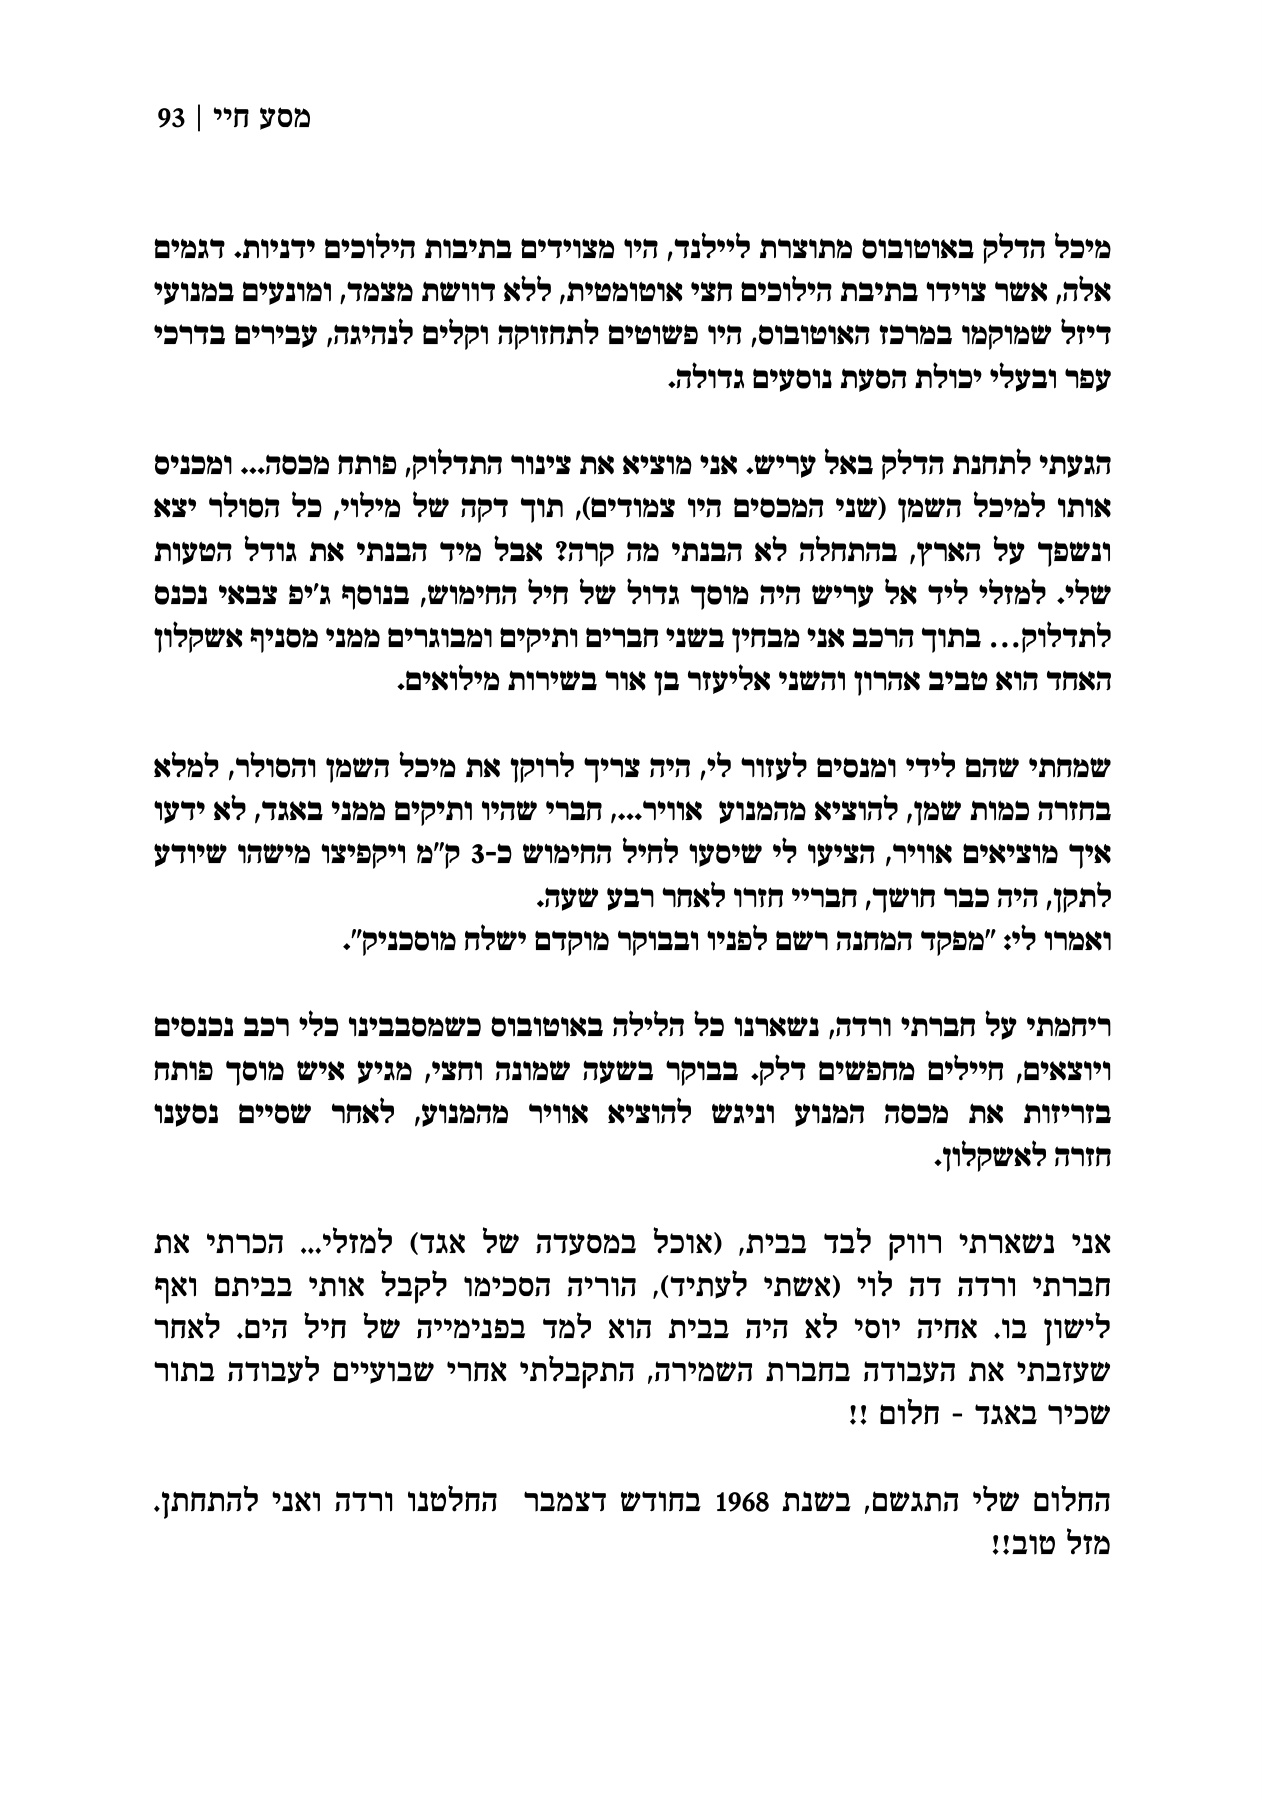 מסע חיי | 93
מיכל הדלק באוטובוס מתוצרת ליילנד, היו מצוידים בתיבות הילוכים ידניות. דגמים
אלה, אשר צוידו בתיבת הילוכים חצי אוטומטית, ללא דוושת מצמד, ומונעים במנועי
דיזל שמוקמו במרכז האוטובוס, היו פשוטים לתחזוקה וקלים לנהיגה, עבירים בדרכי
עפר ובעלי יכולת הסעת נוסעים גדולה.
הגעתי לתחנת הדלק באל עריש. אני מוציא את צינור התדלוק, פותח מכסה... ומכניס
אותו למיכל השמן (שני המכסים היו צמודים), תוך דקה של מילוי, כל הסולר יצא
ונשפך על הארץ, בהתחלה לא הבנתי מה קרה? אבל מיד הבנתי את גודל הטעות
שלי. למזלי ליד אל עריש היה מוסך גדול של חיל החימוש, בנוסף ג'יפ צבאי נכנס
לתדלוק... בתוך הרכב אני מבחין בשני חברים ותיקים ומבוגרים ממני מסניף אשקלון
האחד הוא טביב אהרון והשני אליעזר בן אור בשירות מילואים.
שמחתי שהם לידי ומנסים לעזור לי, היה צריך לרוקן את מיכל השמן והסולר, למלא
בחזרה כמות שמן, להוציא מהמנוע  אוויר..., חברי שהיו ותיקים ממני באגד, לא ידעו
איך מוציאים אוויר, הציעו לי שיסעו לחיל החימוש כ-3 ק"מ ויקפיצו מישהו שיודע
לתקן, היה כבר חושך, חבריי חזרו לאחר רבע שעה.
ואמרו לי: "מפקד המחנה רשם לפניו ובבוקר מוקדם ישלח מוסכניק".
ריחמתי על חברתי ורדה, נשארנו כל הלילה באוטובוס כשמסבבינו כלי רכב נכנסים
ויוצאים, חיילים מחפשים דלק. בבוקר בשעה שמונה וחצי, מגיע איש מוסך פותח
בזריזות את מכסה המנוע וניגש להוציא אוויר מהמנוע, לאחר שסיים נסענו
חזרה לאשקלון.
אני נשארתי רווק לבד בבית, (אוכל במסעדה של אגד) למזלי... הכרתי את
חברתי ורדה דה לוי (אשתי לעתיד), הוריה הסכימו לקבל אותי בביתם ואף
לישון בו. אחיה יוסי לא היה בבית הוא למד בפנימייה של חיל הים. לאחר
שעזבתי את העבודה בחברת השמירה, התקבלתי אחרי שבועיים לעבודה בתור
שכיר באגד - חלום !!
החלום שלי התגשם, בשנת 1968 בחודש דצמבר  החלטנו ורדה ואני להתחתן.
מזל טוב!!